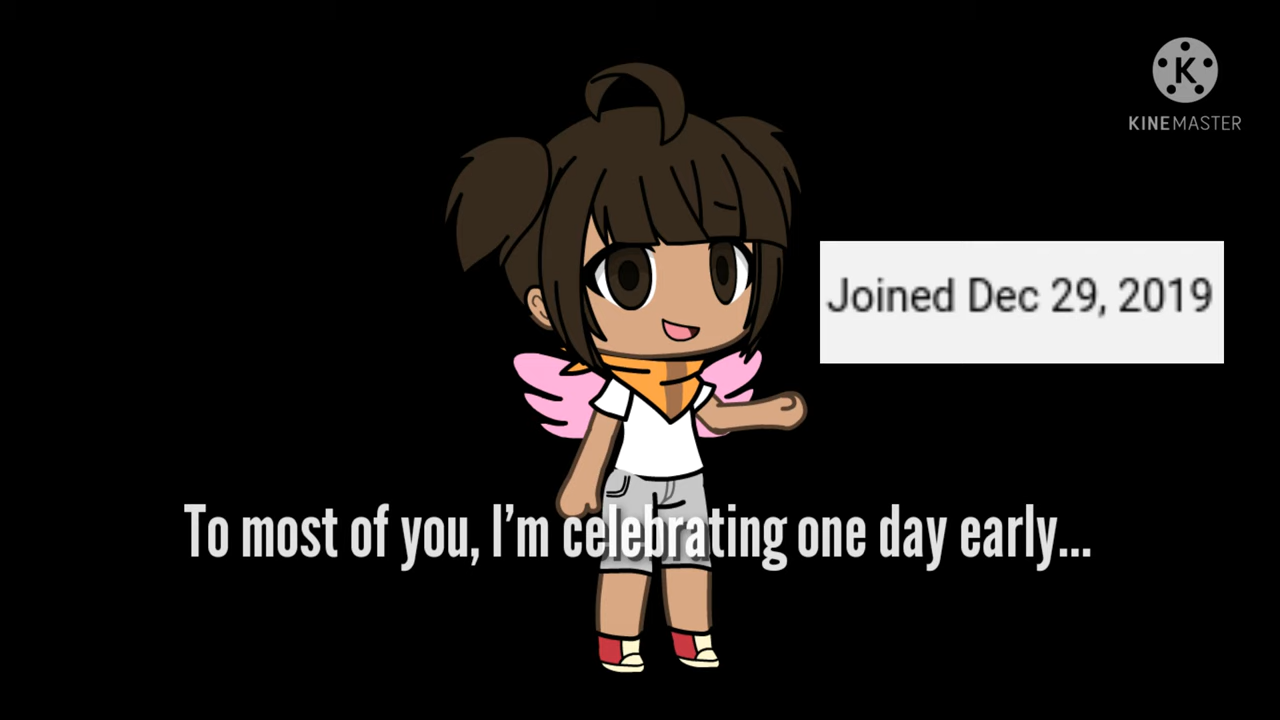 K
KINEMASTER
Joined Dec 29, 2019
To most of you, I'm celebrating one day early...